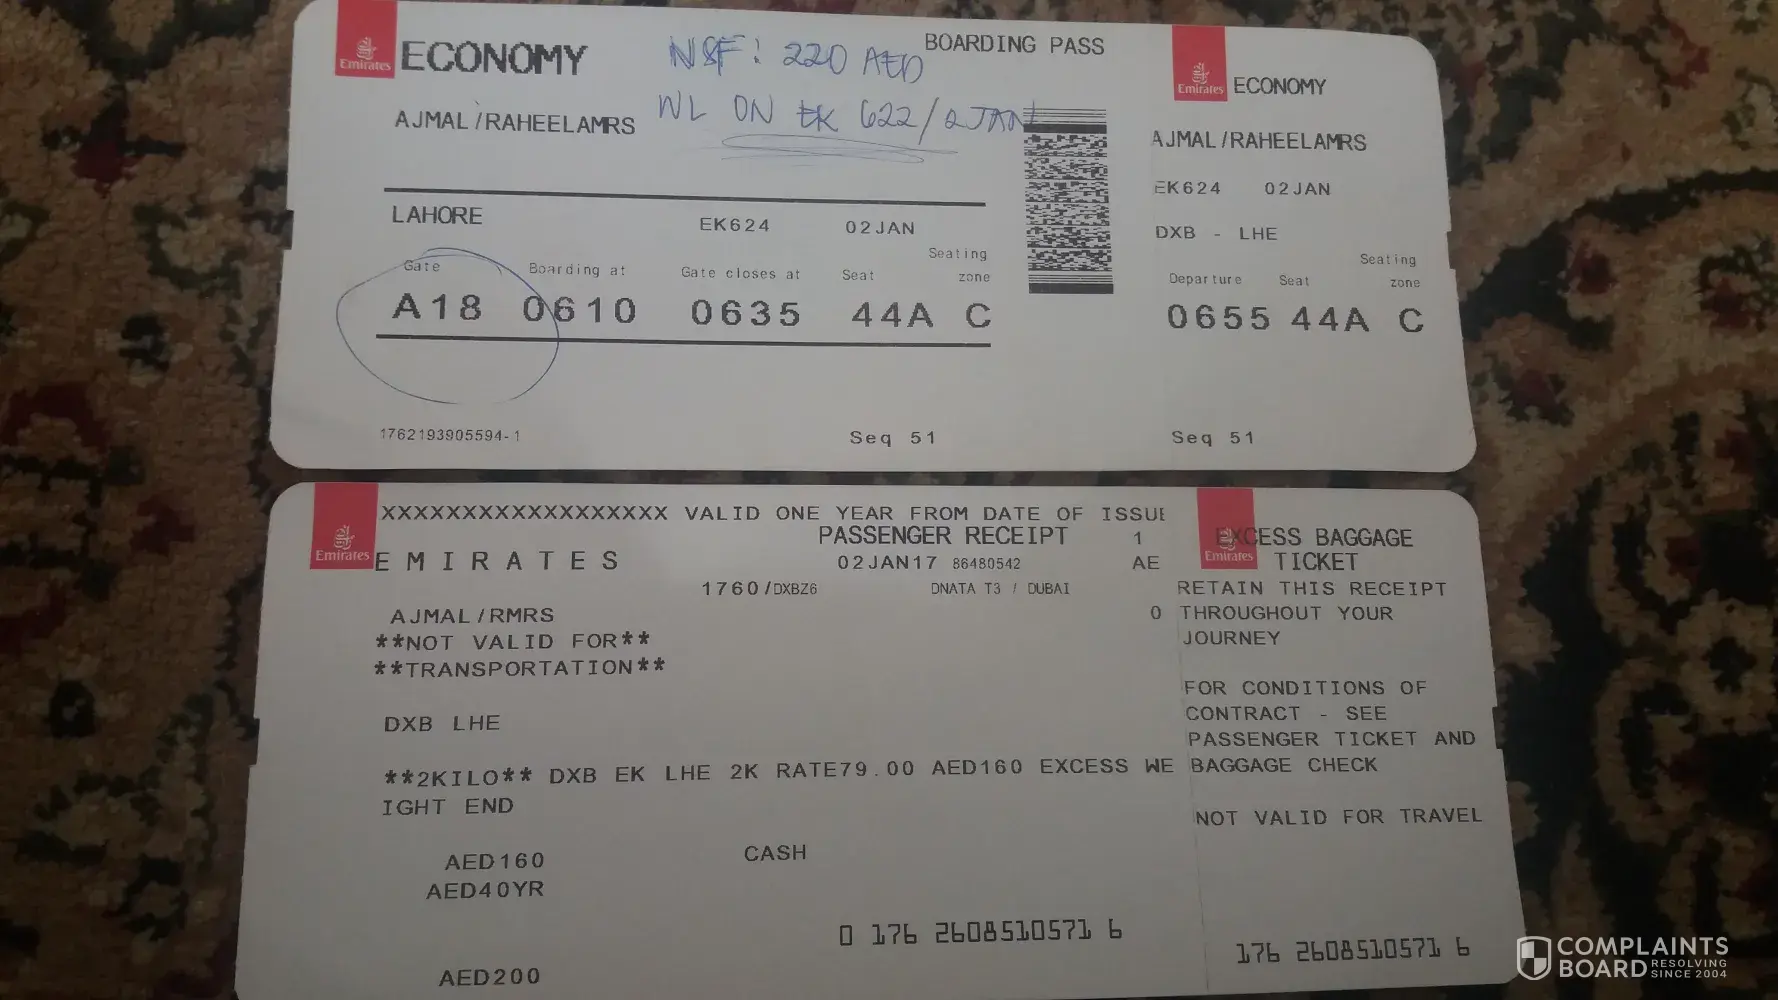 Emirates
ECONOMY
NSF: 220 AED
BOARDING PASS
AJMAL/RAHEELAMRS
WL ON EK 622/2JAN
LAHORE
EK624 02JAN
Gate Boarding at Gate closes at Seat Seating zone
A18 0610 0635 44A C
1762193905594-1
Seq 51
Emirates
ECONOMY
AJMAL/RAHEELAMRS
EK624 02JAN
DXB - LHE
Departure Seat Seating zone
0655 44A C
Seq 51
Emirates
XXXXXXXXXXXXXXXXXX VALID ONE YEAR FROM DATE OF ISSUE
PASSENGER RECEIPT 1
EMIRATES 02JAN17 86480542 AE
1760/DXBZ6 DNATA T3 / DUBAI
AJMAL/RMRS 0
**NOT VALID FOR**
**TRANSPORTATION**
DXB LHE
**2KILO** DXB EK LHE 2K RATE79.00 AED160 EXCESS WE
IGHT END
AED160 CASH
AED40YR
0 176 2608510571 6
AED200
Emirates
EXCESS BAGGAGE
TICKET
RETAIN THIS RECEIPT
THROUGHOUT YOUR
JOURNEY
FOR CONDITIONS OF
CONTRACT - SEE
PASSENGER TICKET AND
BAGGAGE CHECK
NOT VALID FOR TRAVEL
176 2608510571 6
COMPLAINTS
BOARD RESOLVING
SINCE 2004